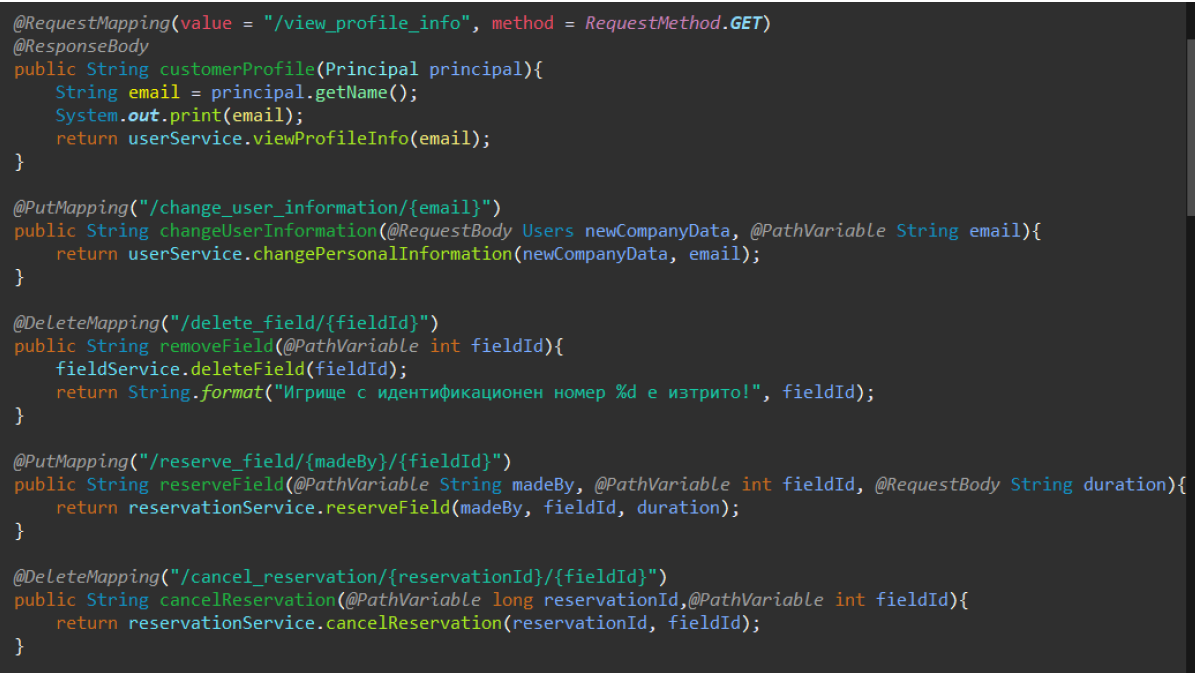 @RequestMapping(value = "/view_profile_info", method = RequestMethod.GET)
@ResponseBody
public String customerProfile(Principal principal){
    String email = principal.getName();
    System.out.print(email);
    return userService.viewProfileInfo(email);
}
@PutMapping("/change_user_information/{email}")
public String changeUserInformation(@RequestBody Users newCompanyData, @PathVariable String email){
    return userService.changePersonalInformation(newCompanyData, email);
}
@DeleteMapping("/delete_field/{fieldId}")
public String removeField(@PathVariable int fieldId){
    fieldService.deleteField(fieldId);
    return String.format("Игрище с идентификационен номер %d е изтрито!", fieldId);
}
@PutMapping("/reserve_field/{madeBy}/{fieldId}")
public String reserveField(@PathVariable String madeBy, @PathVariable int fieldId, @RequestBody String duration){
    return reservationService.reserveField(madeBy, fieldId, duration);
}
@DeleteMapping("/cancel_reservation/{reservationId}/{fieldId}")
public String cancelReservation(@PathVariable long reservationId,@PathVariable int fieldId){
    return reservationService.cancelReservation(reservationId, fieldId);
}